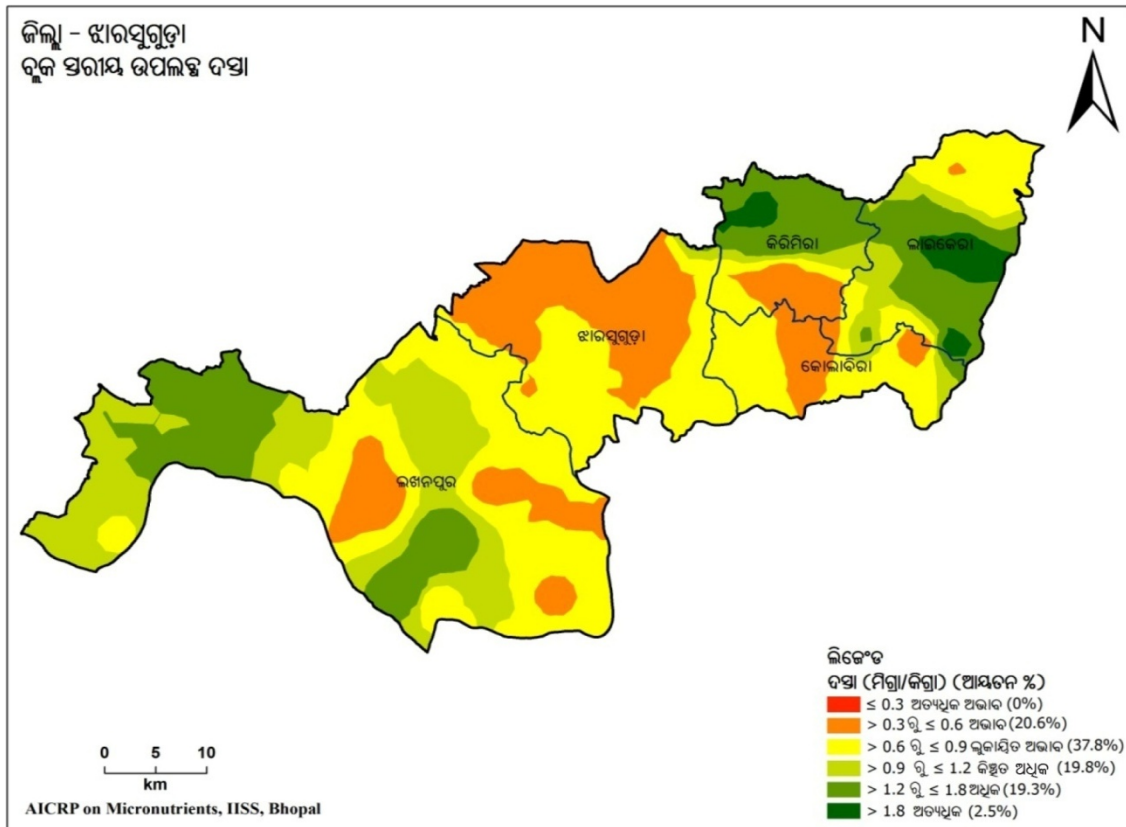 ଜିଲ୍ଲା - ଝାରସୁଗୁଡ଼ା
ବ୍ଲକ ସ୍ତରୀୟ ଉପଲବ୍ଧ ଦସ୍ତା
N
କିରିମିରା
ଲାଇକେରା
ଝାରସୁଗୁଡ଼ା
କୋଲାବିରା
ଲଖନପୁର
ଲିଜେଂଡ
ଦସ୍ତା (ମିଗ୍ରା/କିଗ୍ରା) (ଆୟତନ %)
≤ 0.3 ଅତ୍ୟଧିକ ଅଭାବ (0%)
> 0.3 ରୁ ≤ 0.6 ଅଭାବ (20.6%)
> 0.6 ରୁ ≤ 0.9 ଲୁକାୟିତ ଅଭାବ (37.8%)
> 0.9 ରୁ ≤ 1.2 କିଞ୍ଚିତ ଅଧିକ (19.8%)
> 1.2 ରୁ ≤ 1.8 ଅଧିକ (19.3%)
> 1.8 ଅତ୍ୟଧିକ (2.5%)
0 5 10
km
AICRP on Micronutrients, IISS, Bhopal